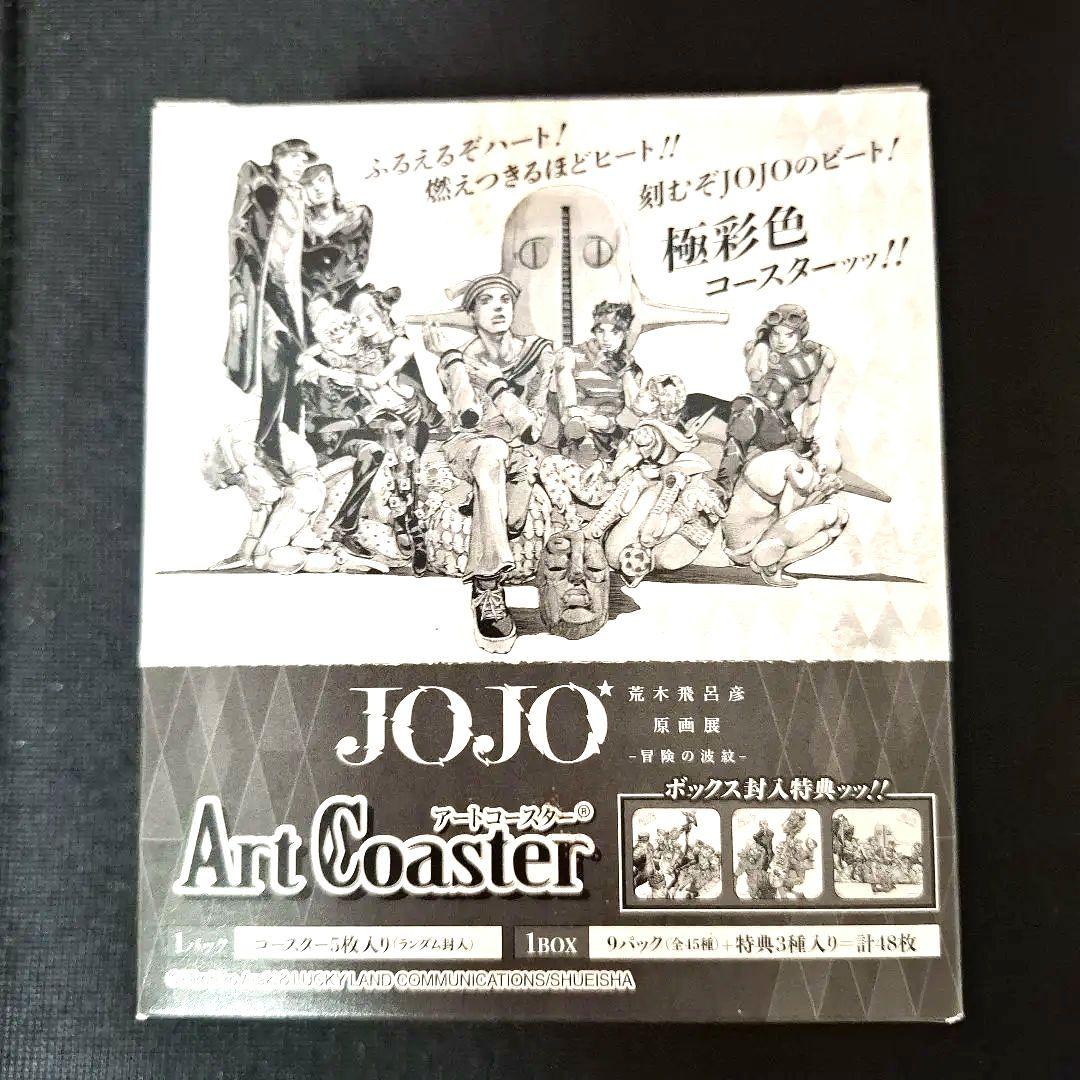 ふるえるぞハート!
燃えつきるほどヒート!!
刻むぞJOJOのビート!
極彩色
コースターッッ!!
JOJO
荒木飛呂彦
原画展
-冒険の波紋-
ボックス封入特典ッッ!!
アートコースター®
Art Coaster
1パック コースター5枚入り(ランダム封入)
1BOX 9パック(全45種)+特典3種入り=計48枚
& LUCKY LAND COMMUNICATIONS/SHUEISHA